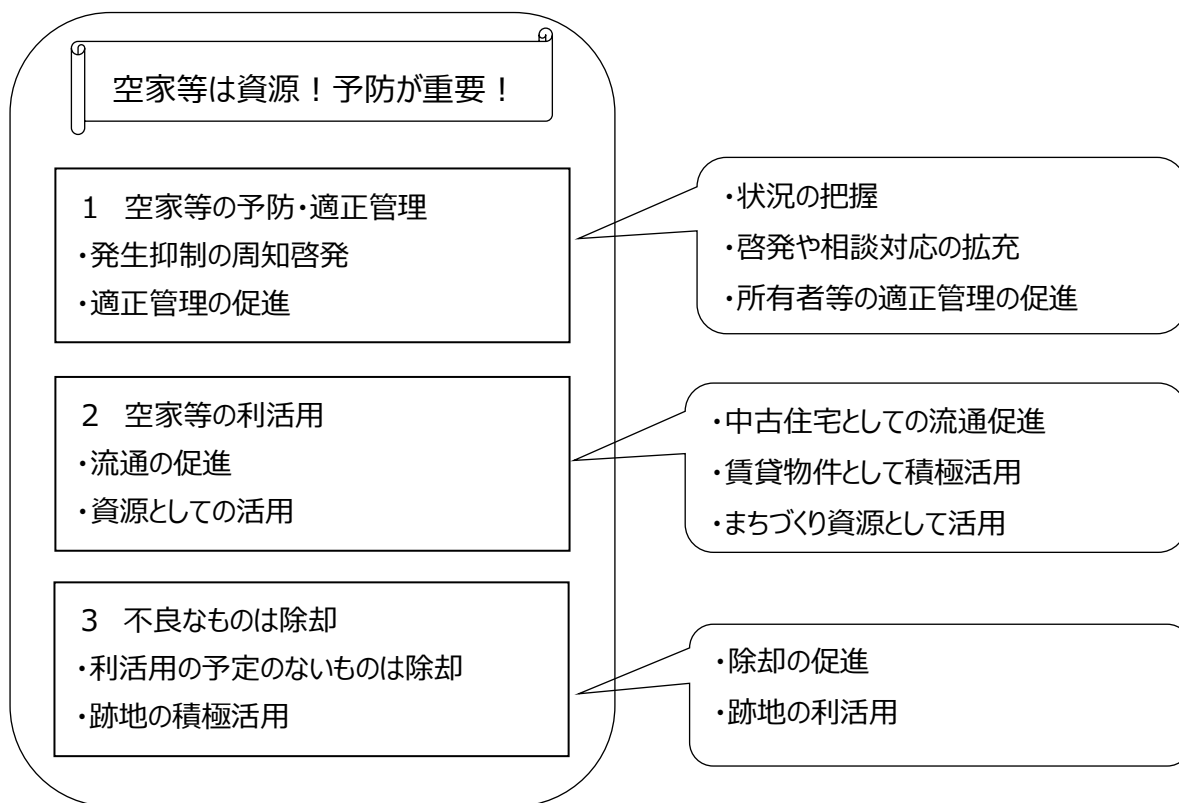 空家等は資源！予防が重要！
1　空家等の予防・適正管理
・発生抑制の周知啓発
・適正管理の促進
・状況の把握
・啓発や相談対応の拡充
・所有者等の適正管理の促進
2　空家等の利活用
・流通の促進
・資源としての活用
・中古住宅としての流通促進
・賃貸物件として積極活用
・まちづくり資源として活用
3　不良なものは除却
・利活用の予定のないものは除却
・跡地の積極活用
・除却の促進
・跡地の利活用